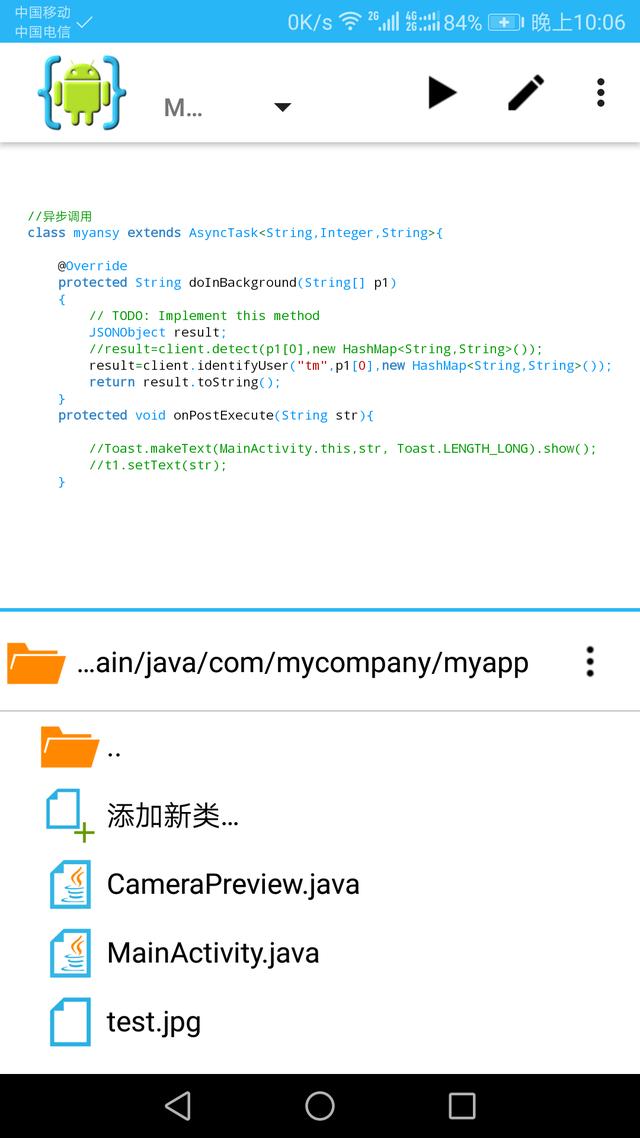 中国移动
中国电信
0K/s 2G 4G 2G 84% 晚上10:06
M...
//异步调用
class myansy extends AsyncTask<String,Integer,String>{
@Override
protected String doInBackground(String[] p1)
{
// TODO: Implement this method
JSONObject result;
//result=client.detect(p1[0],new HashMap<String,String>());
result=client.identifyUser("tm",p1[0],new HashMap<String,String>());
return result.toString();
}
protected void onPostExecute(String str){
//Toast.makeText(MainActivity.this,str, Toast.LENGTH_LONG).show();
//t1.setText(str);
}
...ain/java/com/mycompany/myapp
..
添加新类...
CameraPreview.java
MainActivity.java
test.jpg